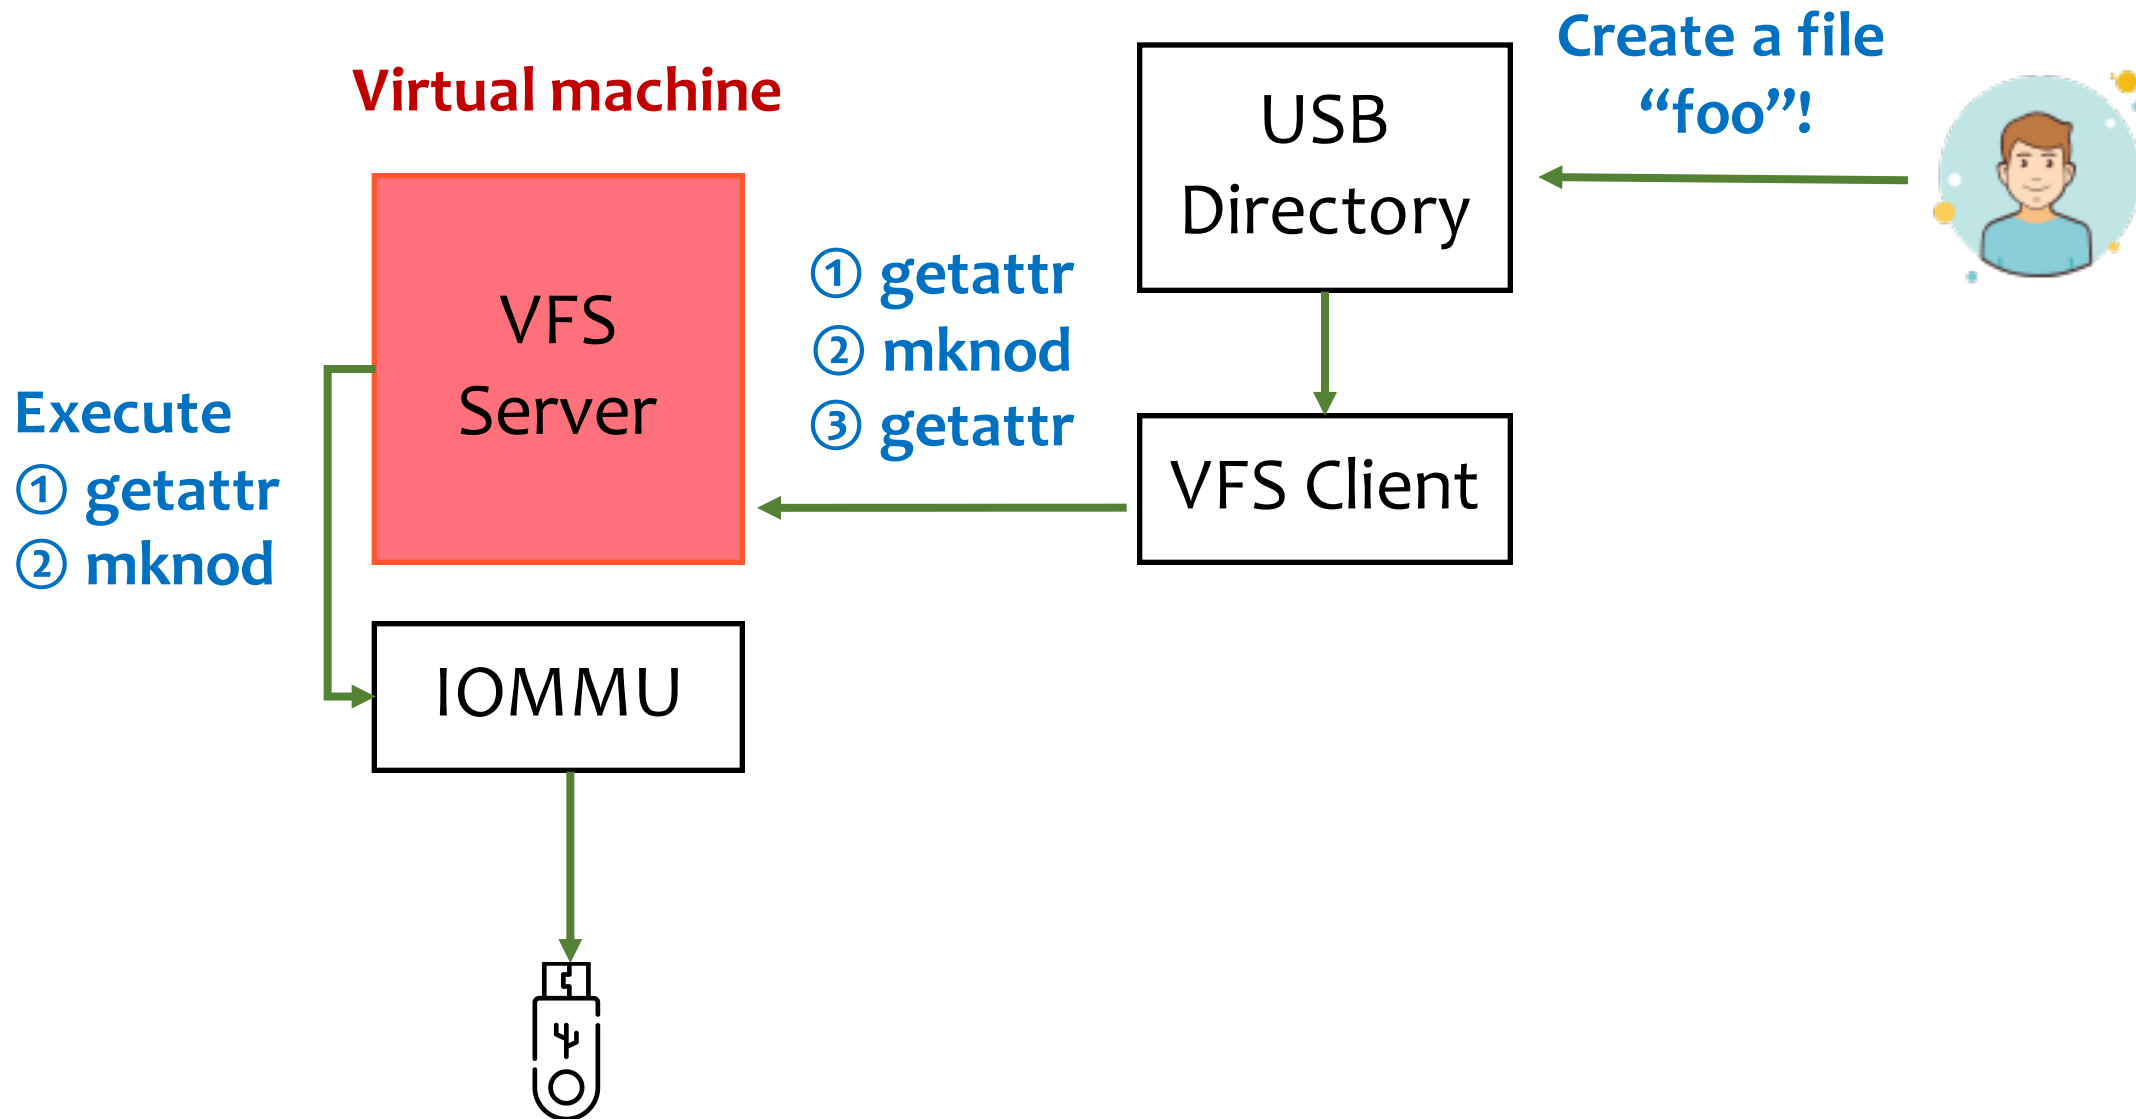 Virtual machine
VFS
Server
Execute
① getattr
② mknod
IOMMU
① getattr
② mknod
③ getattr
USB
Directory
VFS Client
Create a file
“foo”!